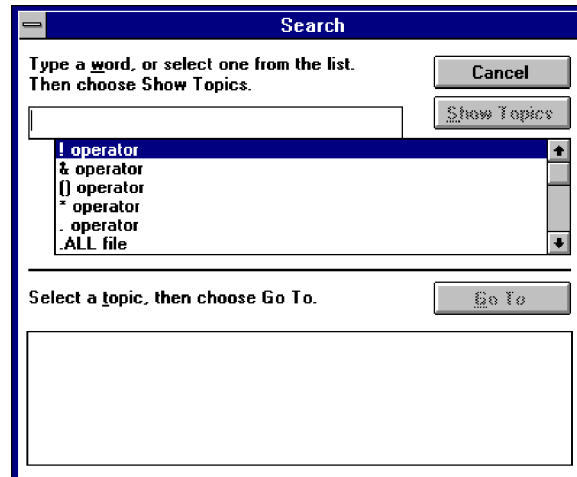 Search
Type a word, or select one from the list.
Then choose Show Topics.
Cancel
Show Topics
! operator
& operator
() operator
* operator
. operator
.ALL file
Select a topic, then choose Go To.
Go To